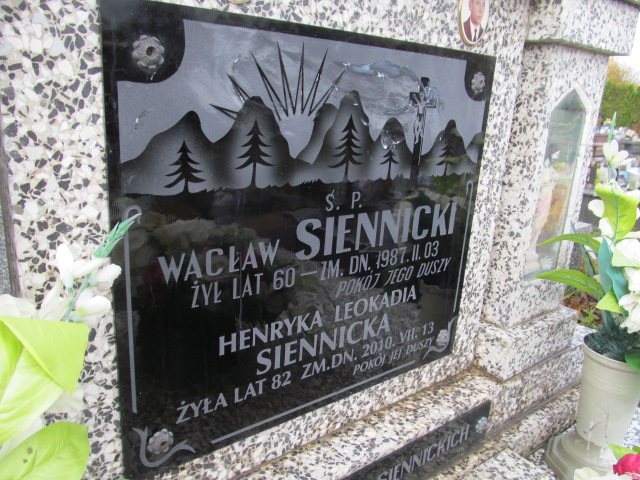 Ś. P.
WACŁAW SIENNICKI
ŻYŁ LAT 60 — ZM. DN. 1987. II. 03
POKÓJ JEGO DUSZY
HENRYKA LEOKADIA
SIENNICKA
ŻYŁA LAT 82 ZM. DN. 2010. VII. 13
POKÓJ JEJ DUSZY
SIENNICKICH